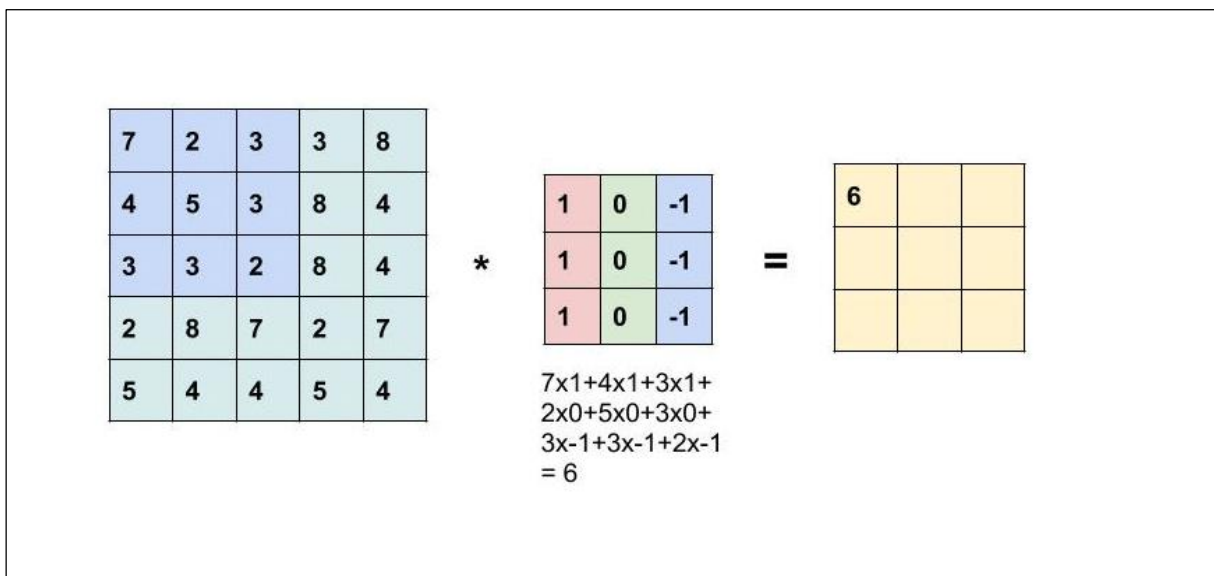 7 2 3 3 8
4 5 3 8 4
3 3 2 8 4
2 8 7 2 7
5 4 4 5 4
*
1 0 -1
1 0 -1
1 0 -1
7x1+4x1+3x1+
2x0+5x0+3x0+
3x-1+3x-1+2x-1
= 6
=
6